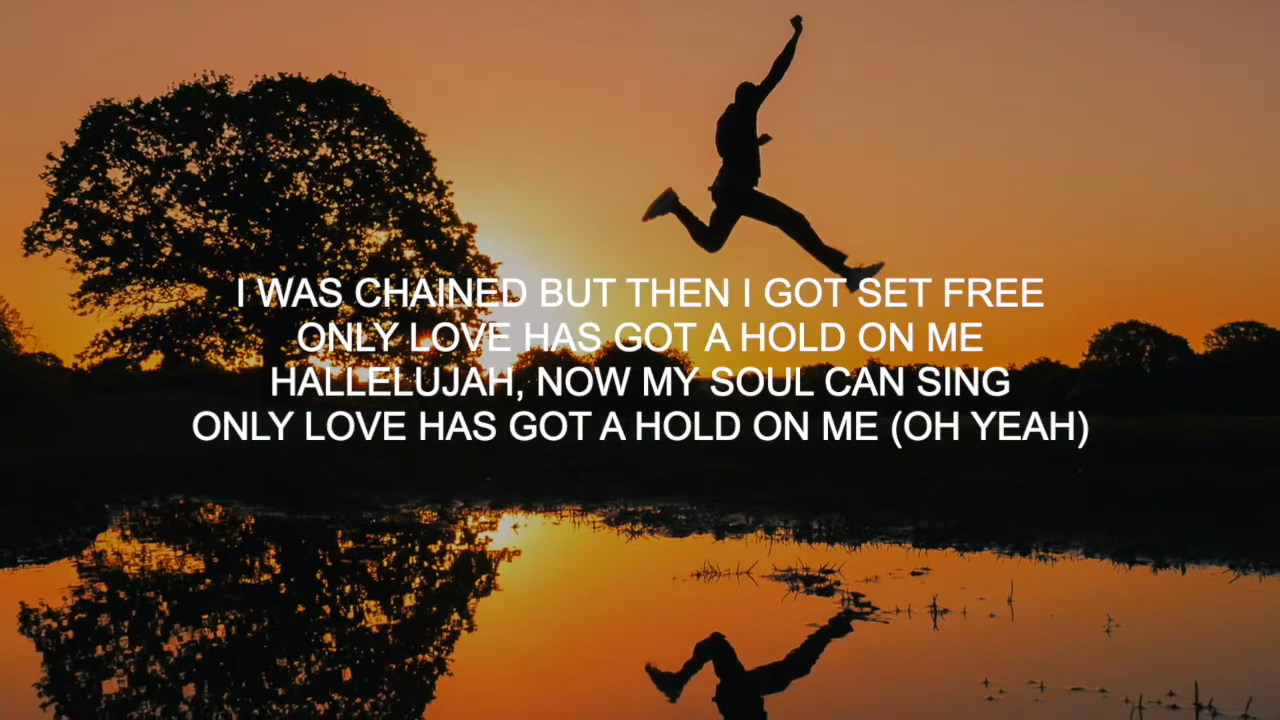 I WAS CHAINED BUT THEN I GOT SET FREE
ONLY LOVE HAS GOT A HOLD ON ME
HALLELUJAH, NOW MY SOUL CAN SING
ONLY LOVE HAS GOT A HOLD ON ME (OH YEAH)